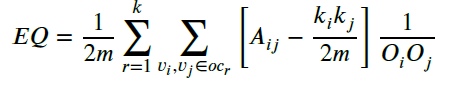 EQ = \frac{1}{2m} \sum_{r=1}^{k} \sum_{v_i, v_j \in oc_r} \left[ A_{ij} - \frac{k_i k_j}{2m} \right] \frac{1}{O_i O_j}